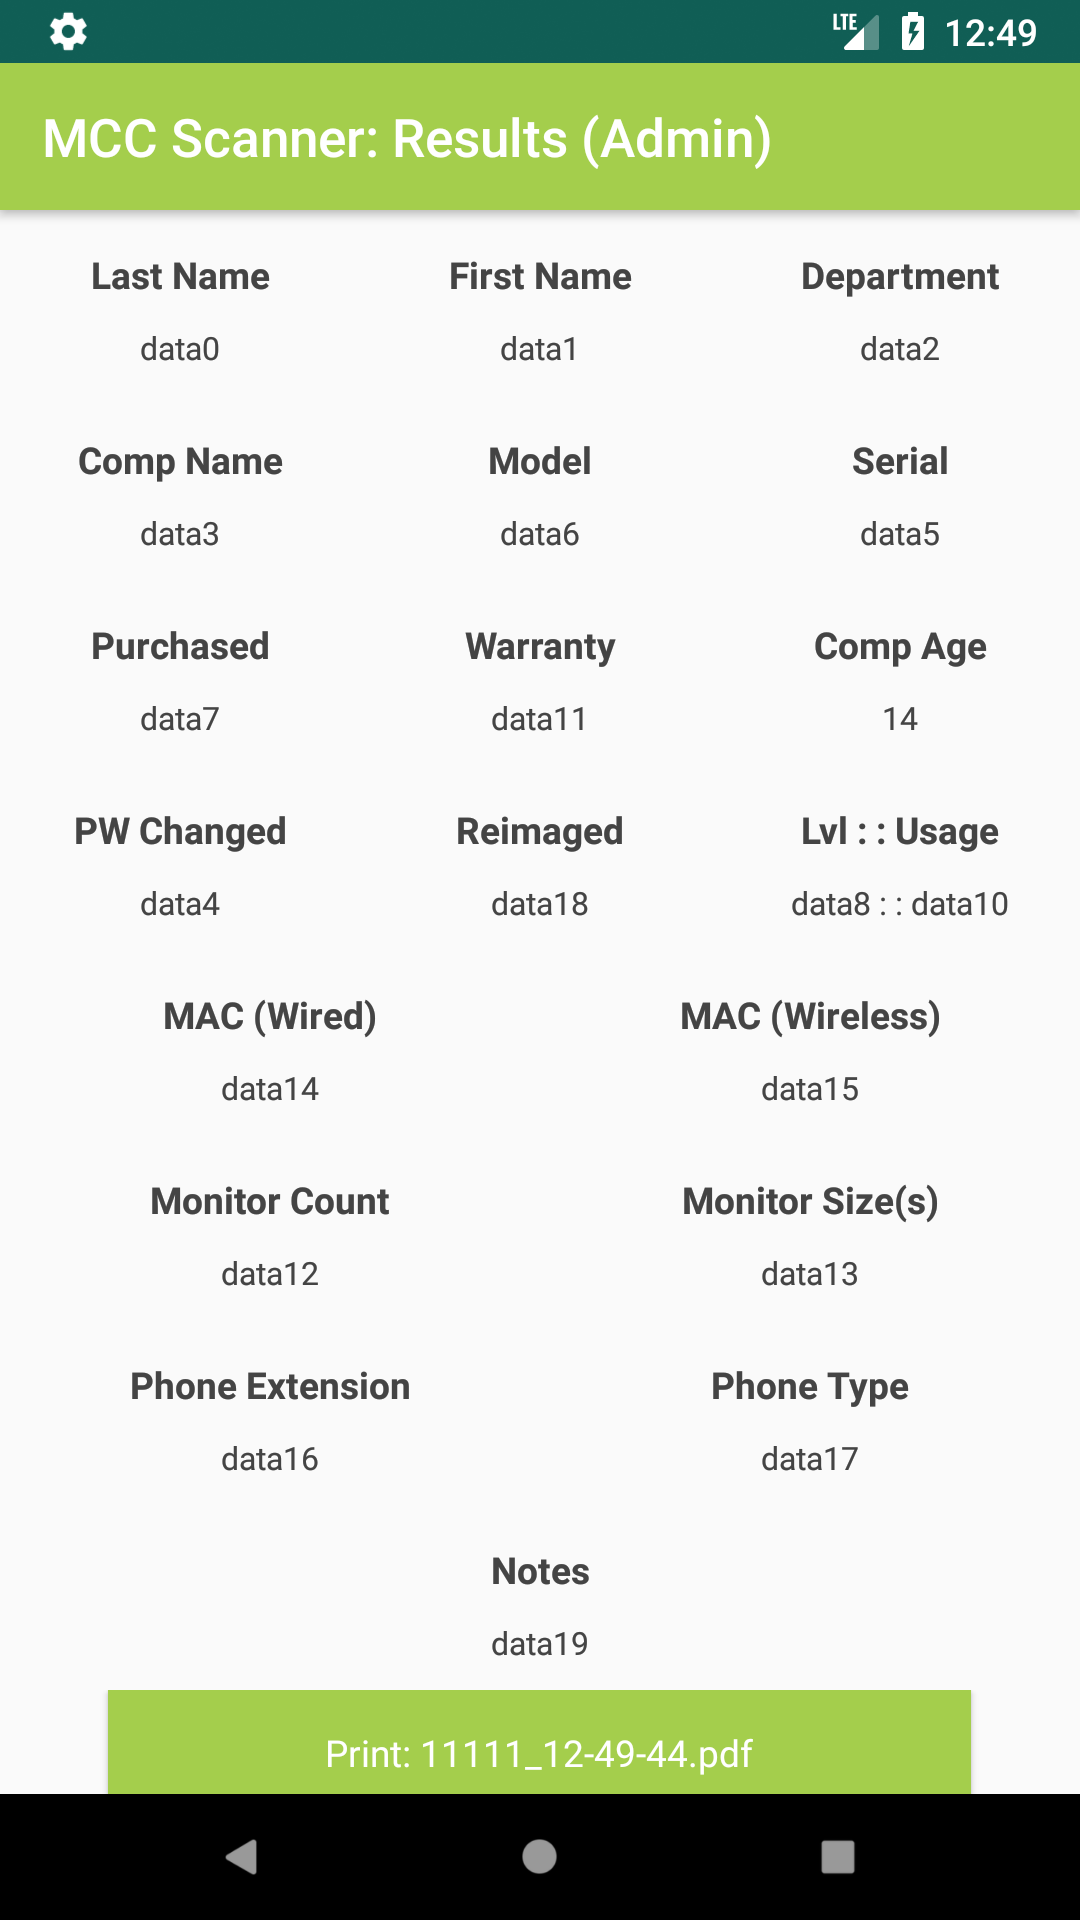 LTE 12:49
MCC Scanner: Results (Admin)
Last Name First Name Department
data0 data1 data2
Comp Name Model Serial
data3 data6 data5
Purchased Warranty Comp Age
data7 data11 14
PW Changed Reimaged Lvl : : Usage
data4 data18 data8 : : data10
MAC (Wired) MAC (Wireless)
data14 data15
Monitor Count Monitor Size(s)
data12 data13
Phone Extension Phone Type
data16 data17
Notes
data19
Print: 11111_12-49-44.pdf